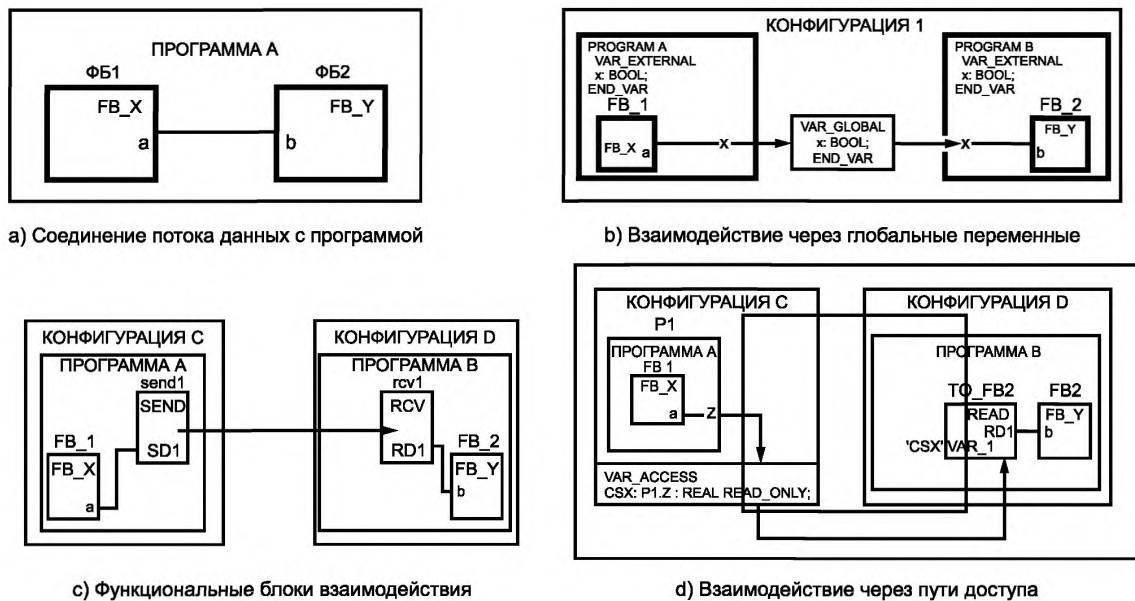 ПРОГРАММА А
ФБ1
ФБ2
FB_X
a
FB_Y
b
а) Соединение потока данных с программой
КОНФИГУРАЦИЯ 1
PROGRAM A
VAR_EXTERNAL
x: BOOL;
END_VAR
FB_1
FB_X
a
x
VAR_GLOBAL
x: BOOL;
END_VAR
PROGRAM B
VAR_EXTERNAL
x: BOOL;
END_VAR
FB_2
FB_Y
b
x
b) Взаимодействие через глобальные переменные
КОНФИГУРАЦИЯ С
ПРОГРАММА А
send1
SEND
SD1
FB_1
FB_X
a
КОНФИГУРАЦИЯ D
ПРОГРАММА В
rcv1
RCV
RD1
FB_2
FB_Y
b
c) Функциональные блоки взаимодействия
КОНФИГУРАЦИЯ С
P1
ПРОГРАММА А
FB 1
FB_X
a
Z
VAR_ACCESS
CSX: P1.Z : REAL READ_ONLY;
КОНФИГУРАЦИЯ D
ПРОГРАММА В
TO_FB2
READ
RD1
'CSX' VAR_1
FB2
FB_Y
b
d) Взаимодействие через пути доступа